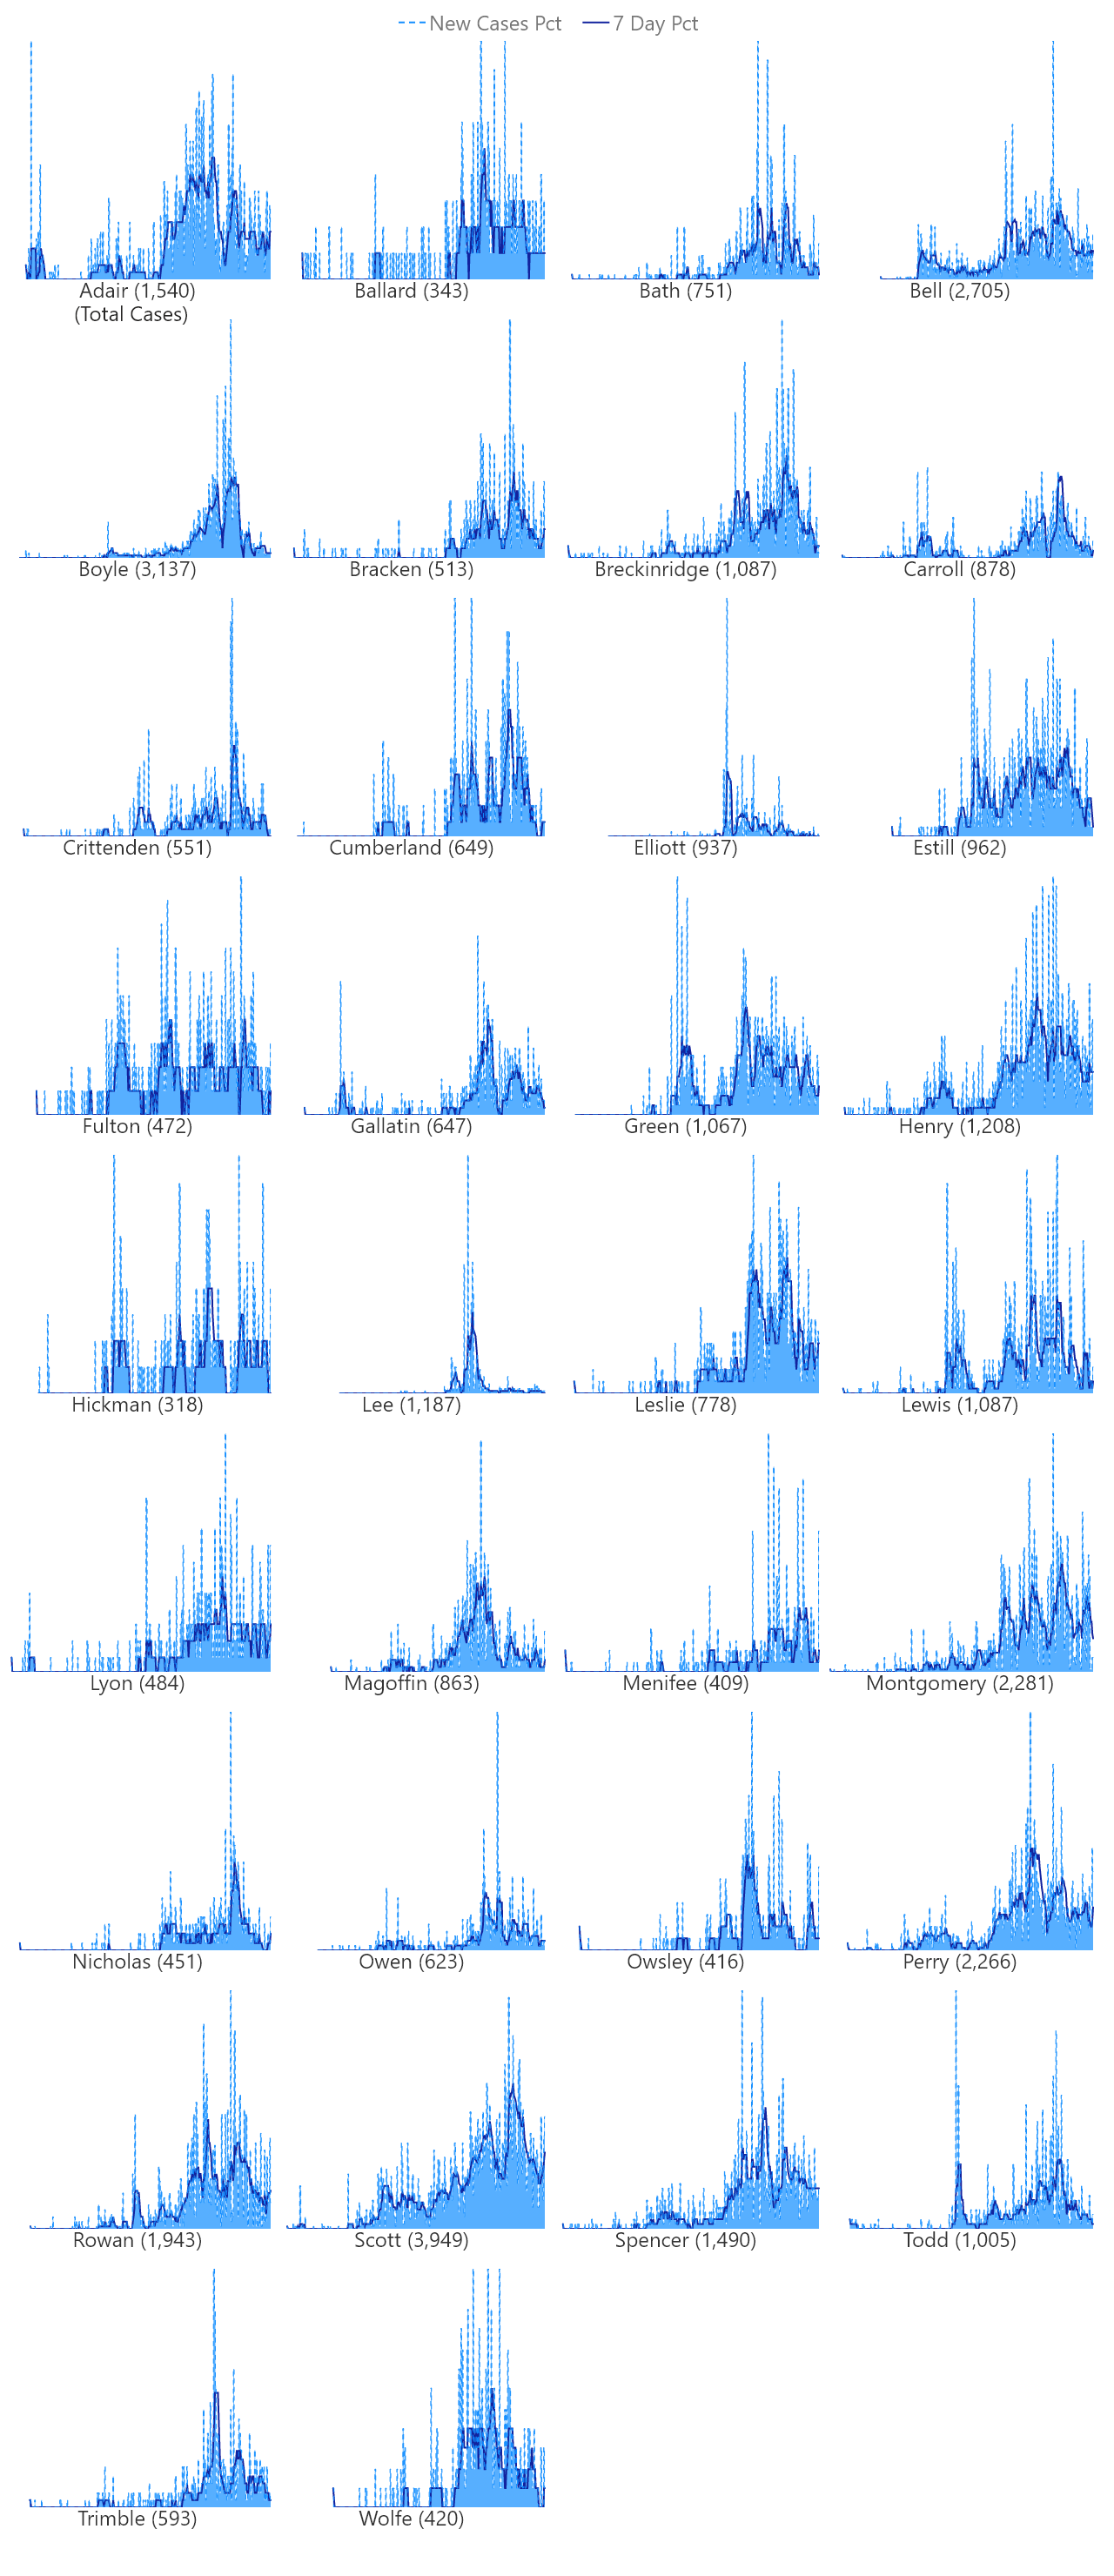 New Cases Pct 7 Day Pct
Adair (1,540) Ballard (343) Bath (751) Bell (2,705)
(Total Cases)
Boyle (3,137) Bracken (513) Breckinridge (1,087) Carroll (878)
Crittenden (551) Cumberland (649) Elliott (937) Estill (962)
Fulton (472) Gallatin (647) Green (1,067) Henry (1,208)
Hickman (318) Lee (1,187) Leslie (778) Lewis (1,087)
Lyon (484) Magoffin (863) Menifee (409) Montgomery (2,281)
Nicholas (451) Owen (623) Owsley (416) Perry (2,266)
Rowan (1,943) Scott (3,949) Spencer (1,490) Todd (1,005)
Trimble (593) Wolfe (420)